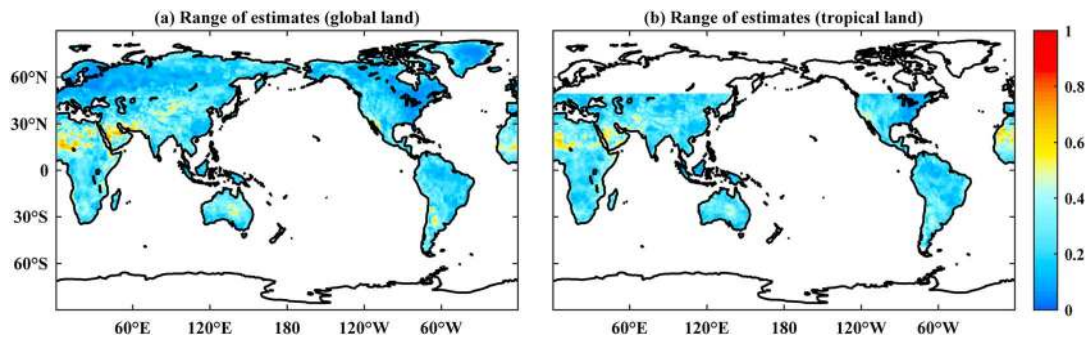 (a) Range of estimates (global land)
(b) Range of estimates (tropical land)
60°N
30°N
0
30°S
60°S
60°E 120°E 180 120°W 60°W
60°E 120°E 180 120°W 60°W
1
0.8
0.6
0.4
0.2
0